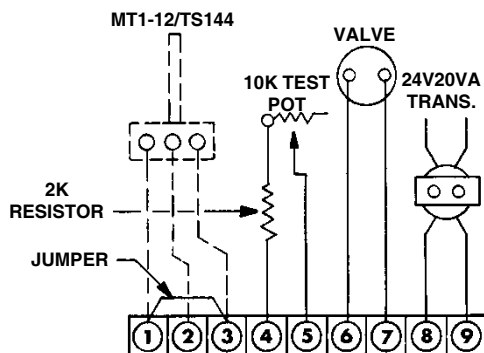 MT1-12/TS144
VALVE
10K TEST
POT
24V20VA
TRANS.
2K
RESISTOR
JUMPER
1 2 3 4 5 6 7 8 9